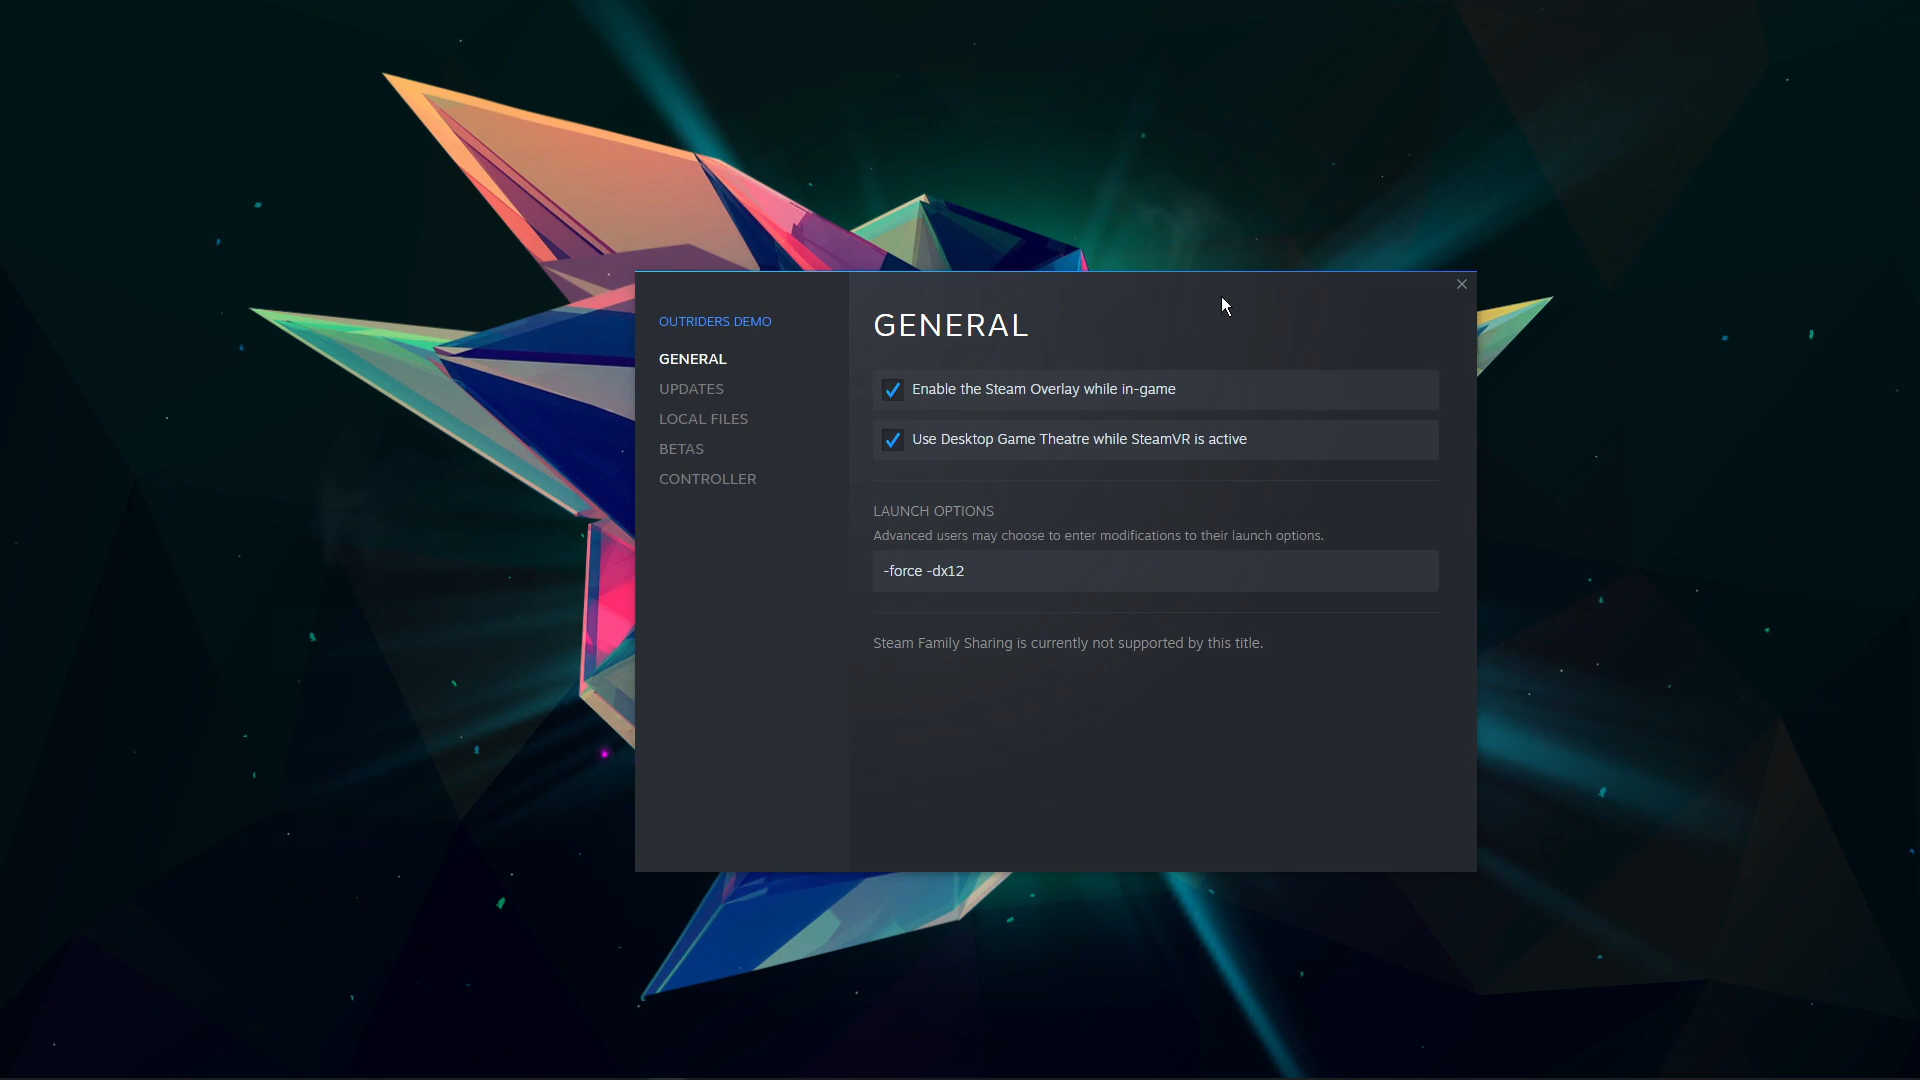 OUTRIDERS DEMO
GENERAL
UPDATES
LOCAL FILES
BETAS
CONTROLLER
GENERAL
Enable the Steam Overlay while in-game
Use Desktop Game Theatre while SteamVR is active
LAUNCH OPTIONS
Advanced users may choose to enter modifications to their launch options.
-force -dx12
Steam Family Sharing is currently not supported by this title.